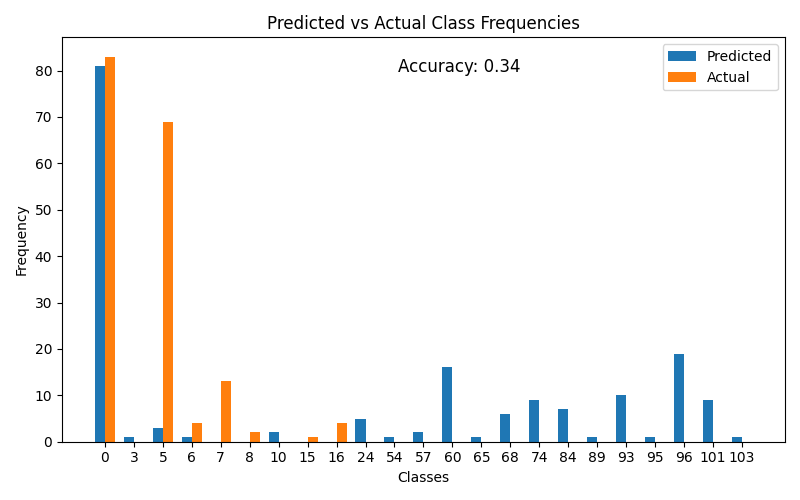 Predicted vs Actual Class Frequencies
Accuracy: 0.34
Predicted
Actual
Frequency
80
70
60
50
40
30
20
10
0
0 3 5 6 7 8 10 15 16 24 54 57 60 65 68 74 84 89 93 95 96 101 103
Classes